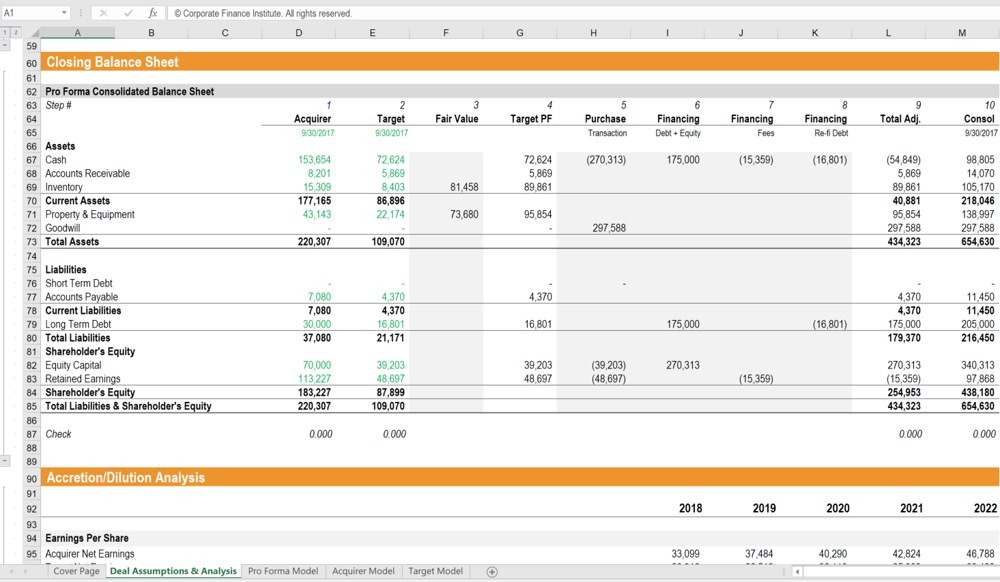 A1 fx © Corporate Finance Institute. All rights reserved.
1 2 A B C D E F G H I J K L M
59
60 Closing Balance Sheet
61
62 Pro Forma Consolidated Balance Sheet
63 Step # 1 2 3 4 5 6 7 8 9 10
64 Acquirer Target Fair Value Target PF Purchase Financing Financing Financing Total Adj. Consol
65 9/30/2017 9/30/2017 Transaction Debt + Equity Fees Re-fi Debt 9/30/2017
66 Assets
67 Cash 153,654 72,624 72,624 (270,313) 175,000 (15,359) (16,801) (54,849) 98,805
68 Accounts Receivable 8,201 5,869 5,869 5,869 14,070
69 Inventory 15,309 8,403 81,458 89,861 89,861 105,170
70 Current Assets 177,165 86,896 40,881 218,046
71 Property & Equipment 43,143 22,174 73,680 95,854 95,854 138,997
72 Goodwill - - - 297,588 297,588 297,588
73 Total Assets 220,307 109,070 434,323 654,630
74
75 Liabilities
76 Short Term Debt - - - - - -
77 Accounts Payable 7,080 4,370 4,370 4,370 11,450
78 Current Liabilities 7,080 4,370 4,370 11,450
79 Long Term Debt 30,000 16,801 16,801 175,000 (16,801) 175,000 205,000
80 Total Liabilities 37,080 21,171 179,370 216,450
81 Shareholder's Equity
82 Equity Capital 70,000 39,203 39,203 (39,203) 270,313 270,313 340,313
83 Retained Earnings 113,227 48,697 48,697 (48,697) (15,359) (15,359) 97,868
84 Shareholder's Equity 183,227 87,899 254,953 438,180
85 Total Liabilities & Shareholder's Equity 220,307 109,070 434,323 654,630
86
87 Check 0.000 0.000 0.000 0.000
88
89
90 Accretion/Dilution Analysis
91
92 2018 2019 2020 2021 2022
93
94 Earnings Per Share
95 Acquirer Net Earnings 33,099 37,484 40,290 42,824 46,788
Cover Page Deal Assumptions & Analysis Pro Forma Model Acquirer Model Target Model